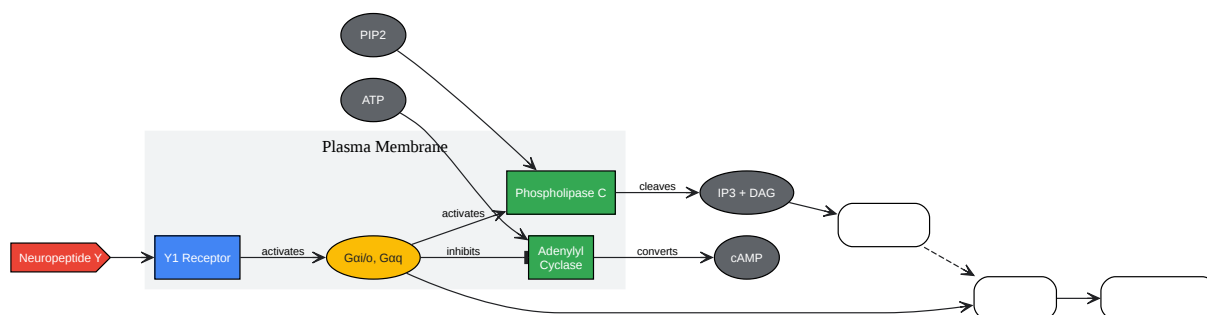 PIP2
ATP
Plasma Membrane
Phospholipase C
cleaves
IP3 + DAG
activates
Neuropeptide Y
Y1 Receptor
activates
Gαi/o, Gαq
inhibits
Adenylyl
Cyclase
converts
cAMP